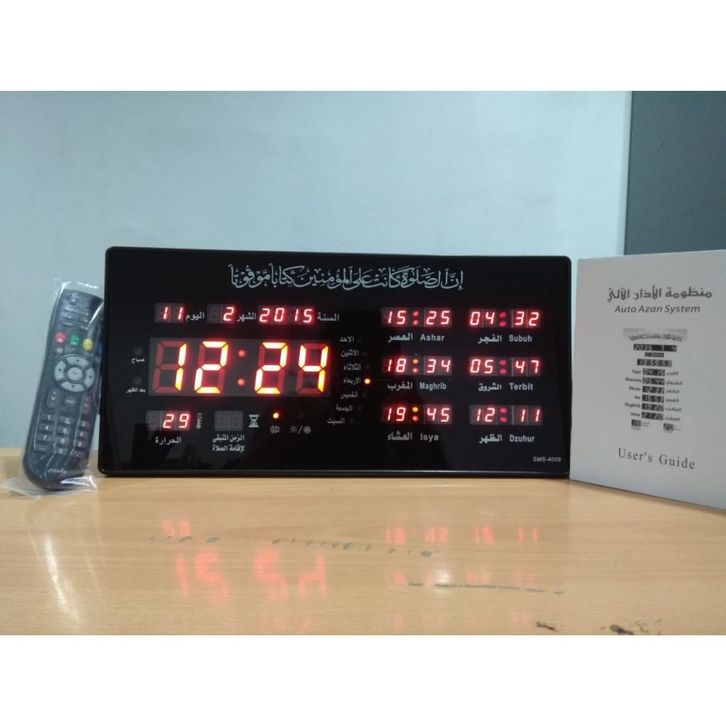 إن الصلوة كانت على المؤمنين كتابا موقوتا
11 اليوم 2 الشهر 2015 السنة
صباح
بعد الظهر
12:24
29
الحرارة
الزمن المتبقي
لإقامة الصلاة
الاحد
الاثنين
الثلاثاء
الاربعاء
الخميس
الجمعة
السبت
15:25
العصر Ashar
04:32
الفجر Subuh
18:34
المغرب Maghrib
05:47
الشروق Terbit
19:45
العشاء Isya
12:11
الظهر Dzuhur
SMS-4008
منظومة الأذان الآلي
Auto Azan System
User's Guide